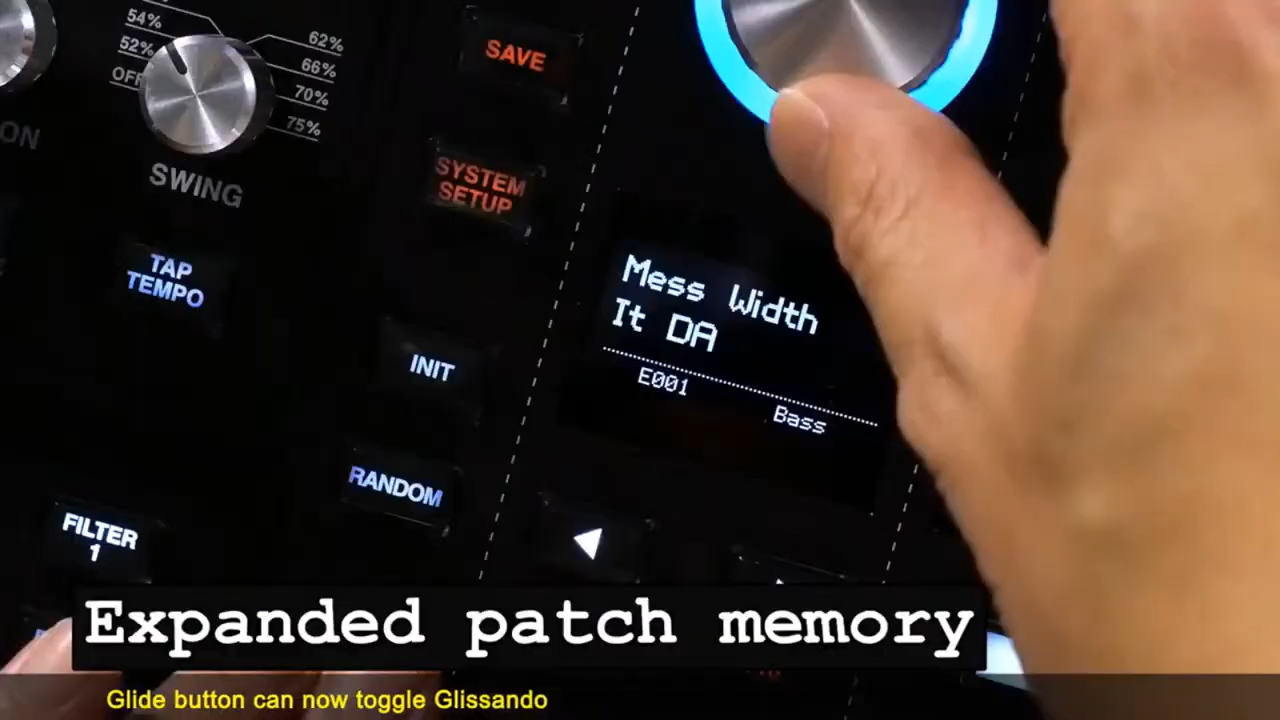 54%
52%
OFF
62%
66%
70%
75%
SWING
ON
SAVE
SYSTEM
SETUP
TAP
TEMPO
INIT
RANDOM
FILTER
1
Mess Width
It DA
E001
Bass
Expanded patch memory
Glide button can now toggle Glissando